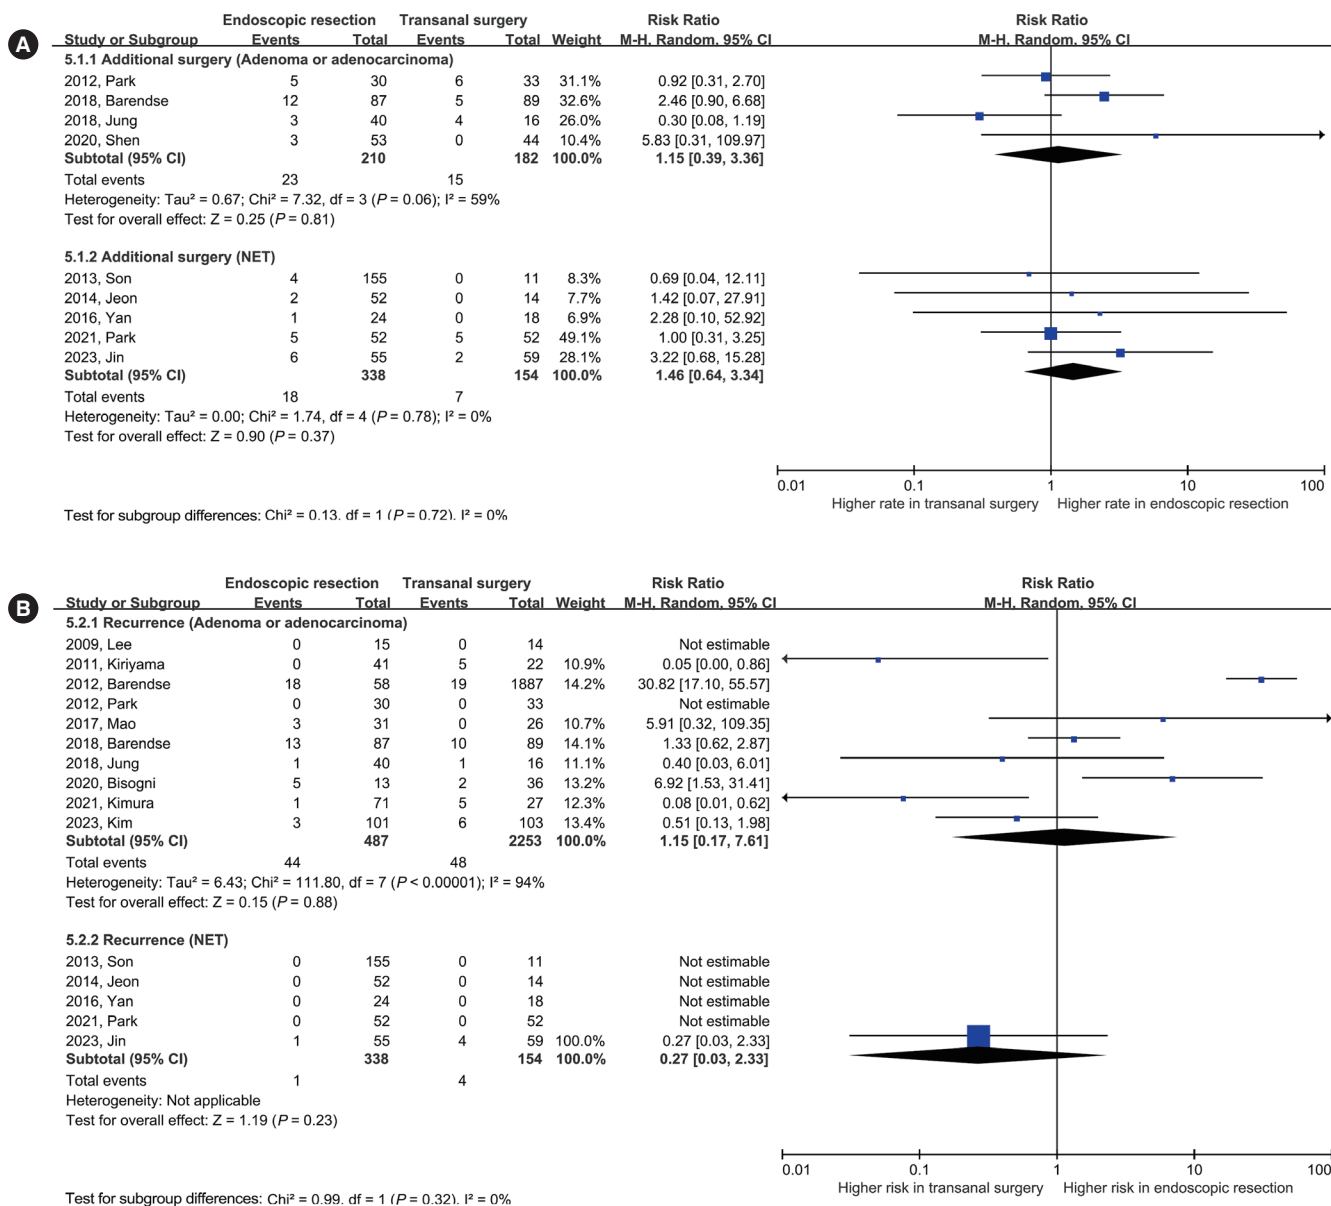 A
Endoscopic resection Transanal surgery Risk Ratio Risk Ratio
Study or Subgroup Events Total Events Total Weight M-H, Random, 95% CI M-H, Random, 95% CI
5.1.1 Additional surgery (Adenoma or adenocarcinoma)
2012, Park 5 30 6 33 31.1% 0.92 [0.31, 2.70]
2018, Barendse 12 87 5 89 32.6% 2.46 [0.90, 6.68]
2018, Jung 3 40 4 16 26.0% 0.30 [0.08, 1.19]
2020, Shen 3 53 0 44 10.4% 5.83 [0.31, 109.97]
Subtotal (95% CI) 210 182 100.0% 1.15 [0.39, 3.36]
Total events 23 15
Heterogeneity: Tau² = 0.67; Chi² = 7.32, df = 3 (P = 0.06); I² = 59%
Test for overall effect: Z = 0.25 (P = 0.81)
5.1.2 Additional surgery (NET)
2013, Son 4 155 0 11 8.3% 0.69 [0.04, 12.11]
2014, Jeon 2 52 0 14 7.7% 1.42 [0.07, 27.91]
2016, Yan 1 24 0 18 6.9% 2.28 [0.10, 52.92]
2021, Park 5 52 5 52 49.1% 1.00 [0.31, 3.25]
2023, Jin 6 55 2 59 28.1% 3.22 [0.68, 15.28]
Subtotal (95% CI) 338 154 100.0% 1.46 [0.64, 3.34]
Total events 18 7
Heterogeneity: Tau² = 0.00; Chi² = 1.74, df = 4 (P = 0.78); I² = 0%
Test for overall effect: Z = 0.90 (P = 0.37)
0.01 0.1 1 10 100
Higher rate in transanal surgery Higher rate in endoscopic resection
Test for subgroup differences: Chi² = 0.13, df = 1 (P = 0.72), I² = 0%
B
Endoscopic resection Transanal surgery Risk Ratio Risk Ratio
Study or Subgroup Events Total Events Total Weight M-H, Random, 95% CI M-H, Random, 95% CI
5.2.1 Recurrence (Adenoma or adenocarcinoma)
2009, Lee 0 15 0 14 Not estimable
2011, Kiriyama 0 41 5 22 10.9% 0.05 [0.00, 0.86]
2012, Barendse 18 58 19 1887 14.2% 30.82 [17.10, 55.57]
2012, Park 0 30 0 33 Not estimable
2017, Mao 3 31 0 26 10.7% 5.91 [0.32, 109.35]
2018, Barendse 13 87 10 89 14.1% 1.33 [0.62, 2.87]
2018, Jung 1 40 1 16 11.1% 0.40 [0.03, 6.01]
2020, Bisogni 5 13 2 36 13.2% 6.92 [1.53, 31.41]
2021, Kimura 1 71 5 27 12.3% 0.08 [0.01, 0.62]
2023, Kim 3 101 6 103 13.4% 0.51 [0.13, 1.98]
Subtotal (95% CI) 487 2253 100.0% 1.15 [0.17, 7.61]
Total events 44 48
Heterogeneity: Tau² = 6.43; Chi² = 111.80, df = 7 (P < 0.00001); I² = 94%
Test for overall effect: Z = 0.15 (P = 0.88)
5.2.2 Recurrence (NET)
2013, Son 0 155 0 11 Not estimable
2014, Jeon 0 52 0 14 Not estimable
2016, Yan 0 24 0 18 Not estimable
2021, Park 0 52 0 52 Not estimable
2023, Jin 1 55 4 59 100.0% 0.27 [0.03, 2.33]
Subtotal (95% CI) 338 154 100.0% 0.27 [0.03, 2.33]
Total events 1 4
Heterogeneity: Not applicable
Test for overall effect: Z = 1.19 (P = 0.23)
0.01 0.1 1 10 100
Higher risk in transanal surgery Higher risk in endoscopic resection
Test for subgroup differences: Chi² = 0.99, df = 1 (P = 0.32), I² = 0%